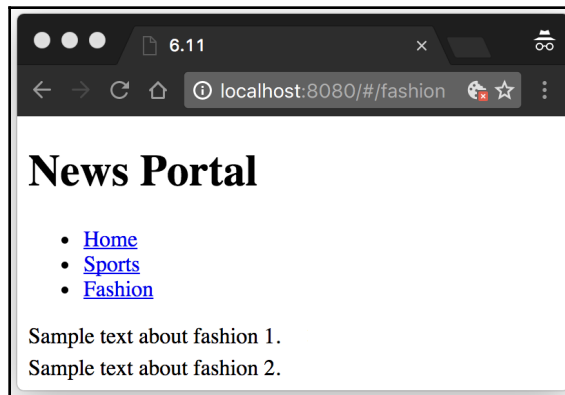 6.11
localhost:8080/#/fashion
News Portal
Home
Sports
Fashion
Sample text about fashion 1.
Sample text about fashion 2.